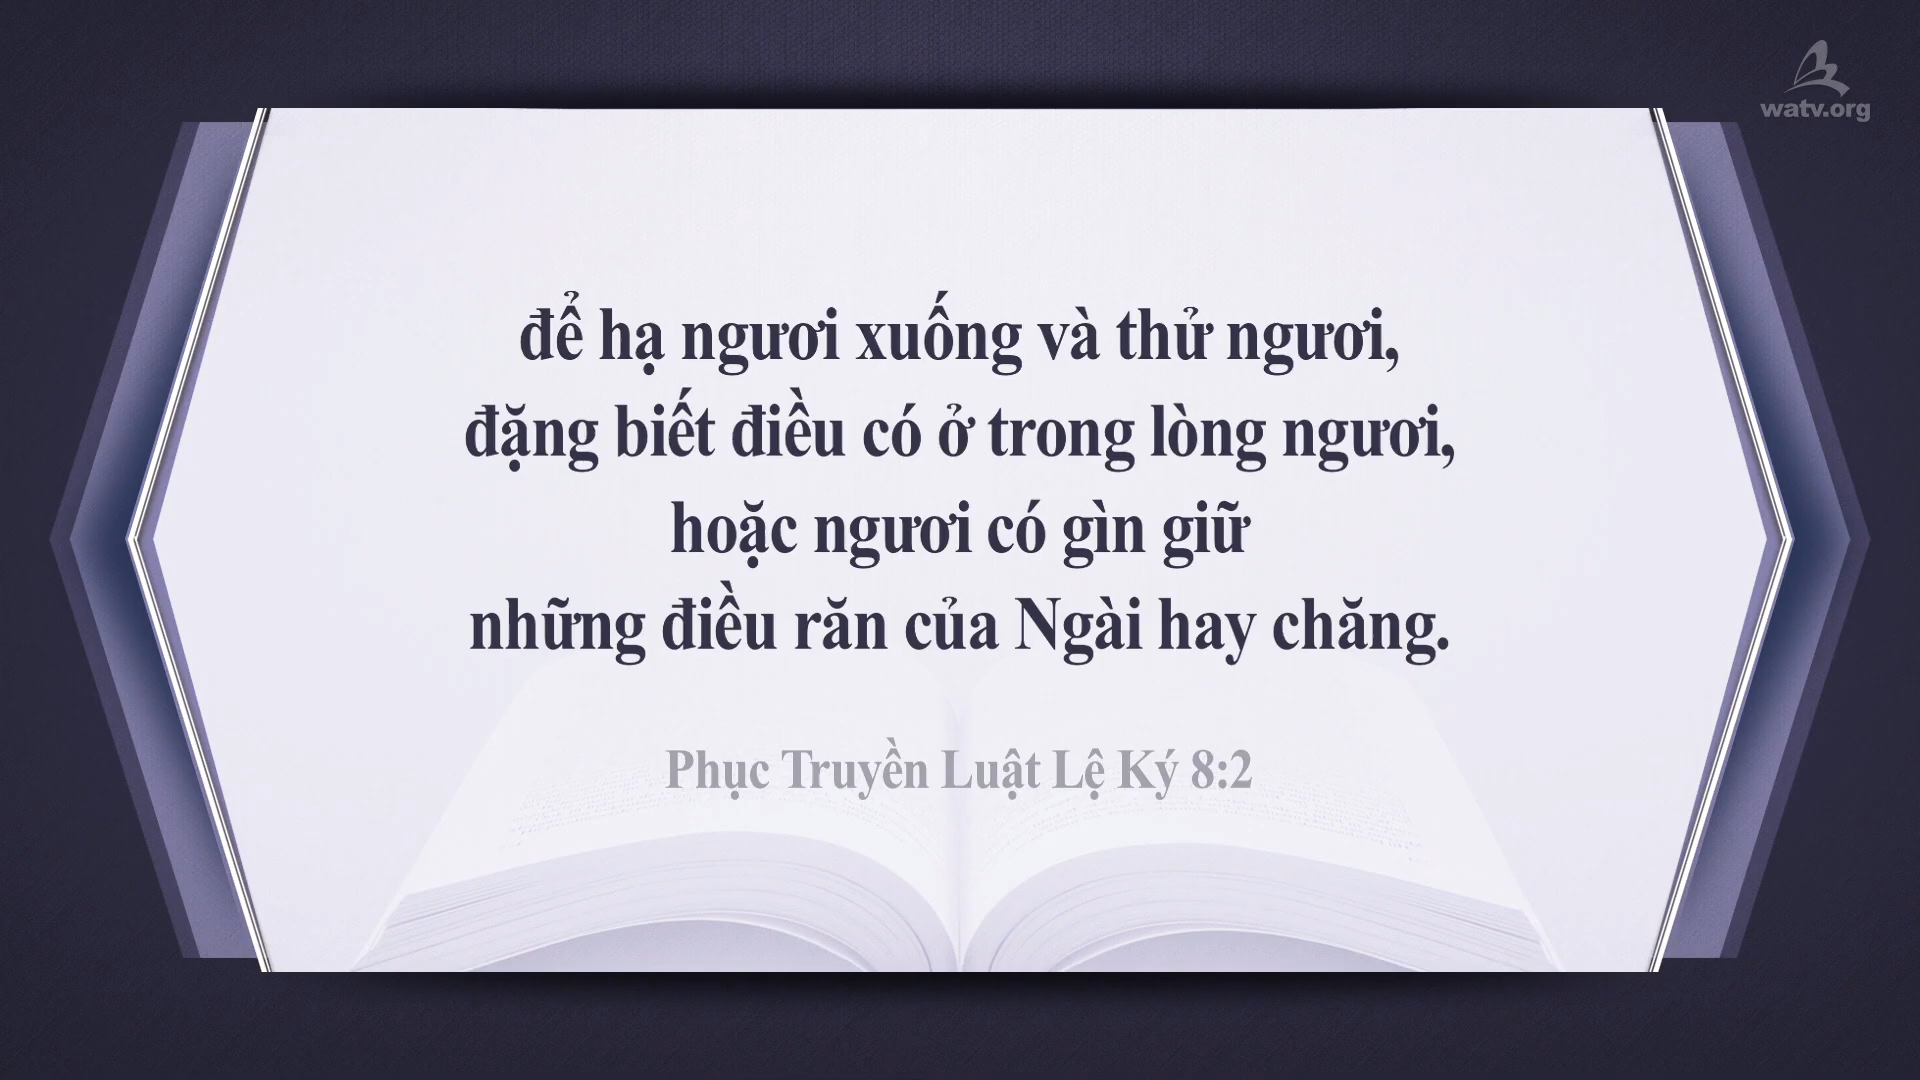 watv.org
để hạ ngươi xuống và thử ngươi,
đặng biết điều có ở trong lòng ngươi,
hoặc ngươi có gìn giữ
những điều răn của Ngài hay chăng.
Phục Truyền Luật Lệ Ký 8:2